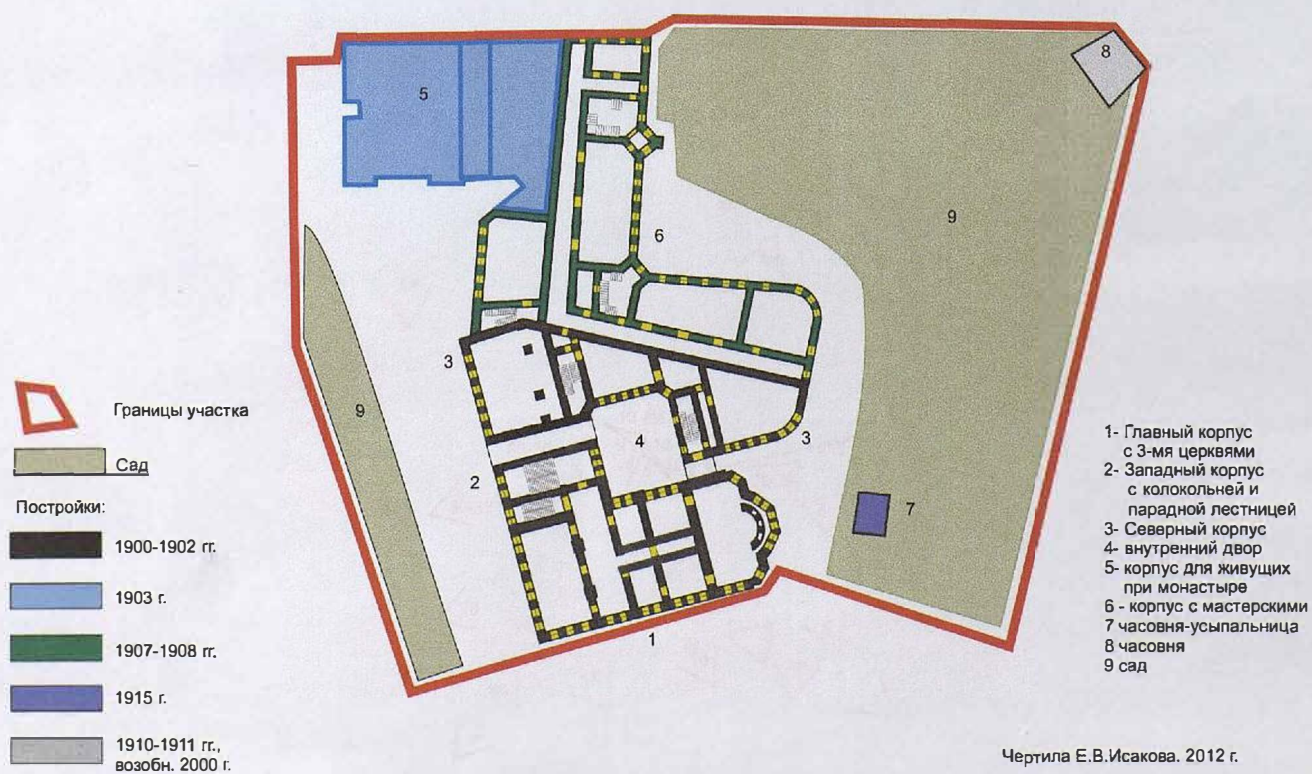 5
8
6
9
3
9
4
3
2
7
1
Границы участка
Сад
Постройки:
1900-1902 гг.
1903 г.
1907-1908 гг.
1915 г.
1910-1911 гг.,
возобн. 2000 г.
1- Главный корпус
с 3-мя церквями
2- Западный корпус
с колокольней и
парадной лестницей
3- Северный корпус
4- внутренний двор
5- корпус для живущих
при монастыре
6 - корпус с мастерскими
7 часовня-усыпальница
8 часовня
9 сад
Чертила Е.В.Исакова. 2012 г.